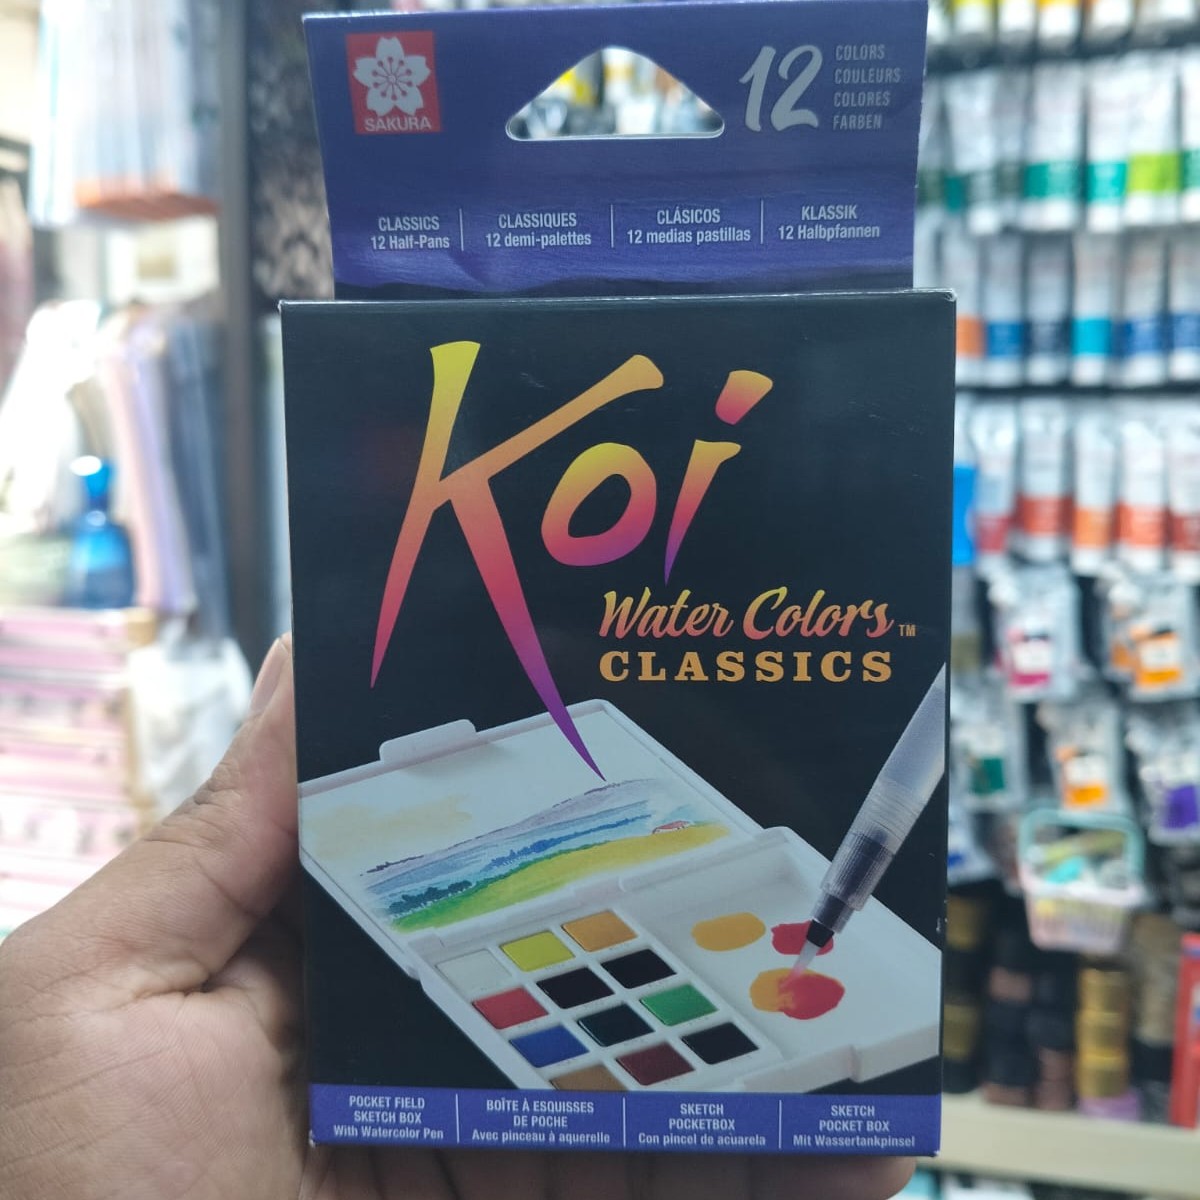 SAKURA
12
COLORS
COULEURS
COLORES
FARBEN
CLASSICS
12 Half-Pans
CLASSIQUES
12 demi-palettes
CLÁSICOS
12 medias pastillas
KLASSIK
12 Halbpfannen
Koi
Water Colors™
CLASSICS
POCKET FIELD
SKETCH BOX
With Watercolor Pen
BOÎTE À ESQUISSES
DE POCHE
Avec pinceau à aquerelle
SKETCH
POCKETBOX
Con pincel de acuarela
SKETCH
POCKET BOX
Mit Wassertankpinsel